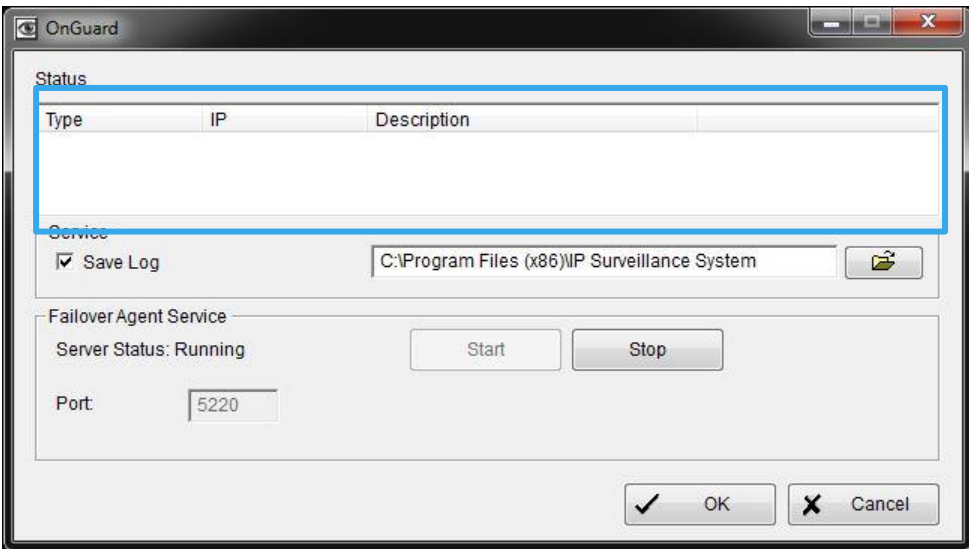 OnGuard
Status
Type IP Description
Service
Save Log C:\Program Files (x86)\IP Surveillance System
Failover Agent Service
Server Status: Running Start Stop
Port: 5220
OK Cancel